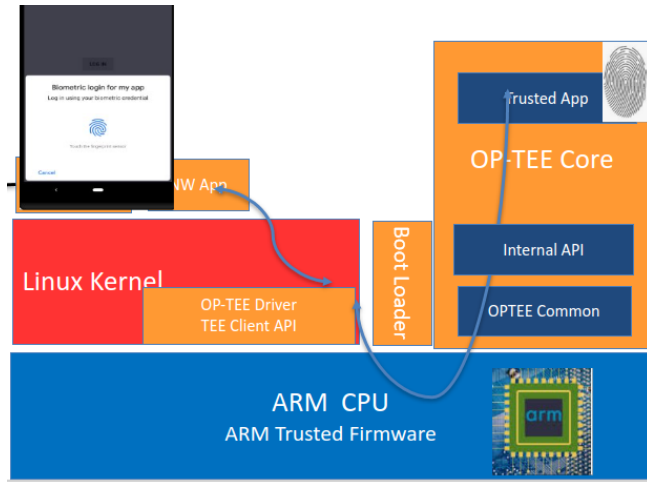 LOG IN
Biometric login for my app
Log in using your biometric credential
Touch the fingerprint sensor
Cancel
NW App
Linux Kernel
OP-TEE Driver
TEE Client API
Boot Loader
Trusted App
OP-TEE Core
Internal API
OPTEE Common
ARM CPU
ARM Trusted Firmware
arm